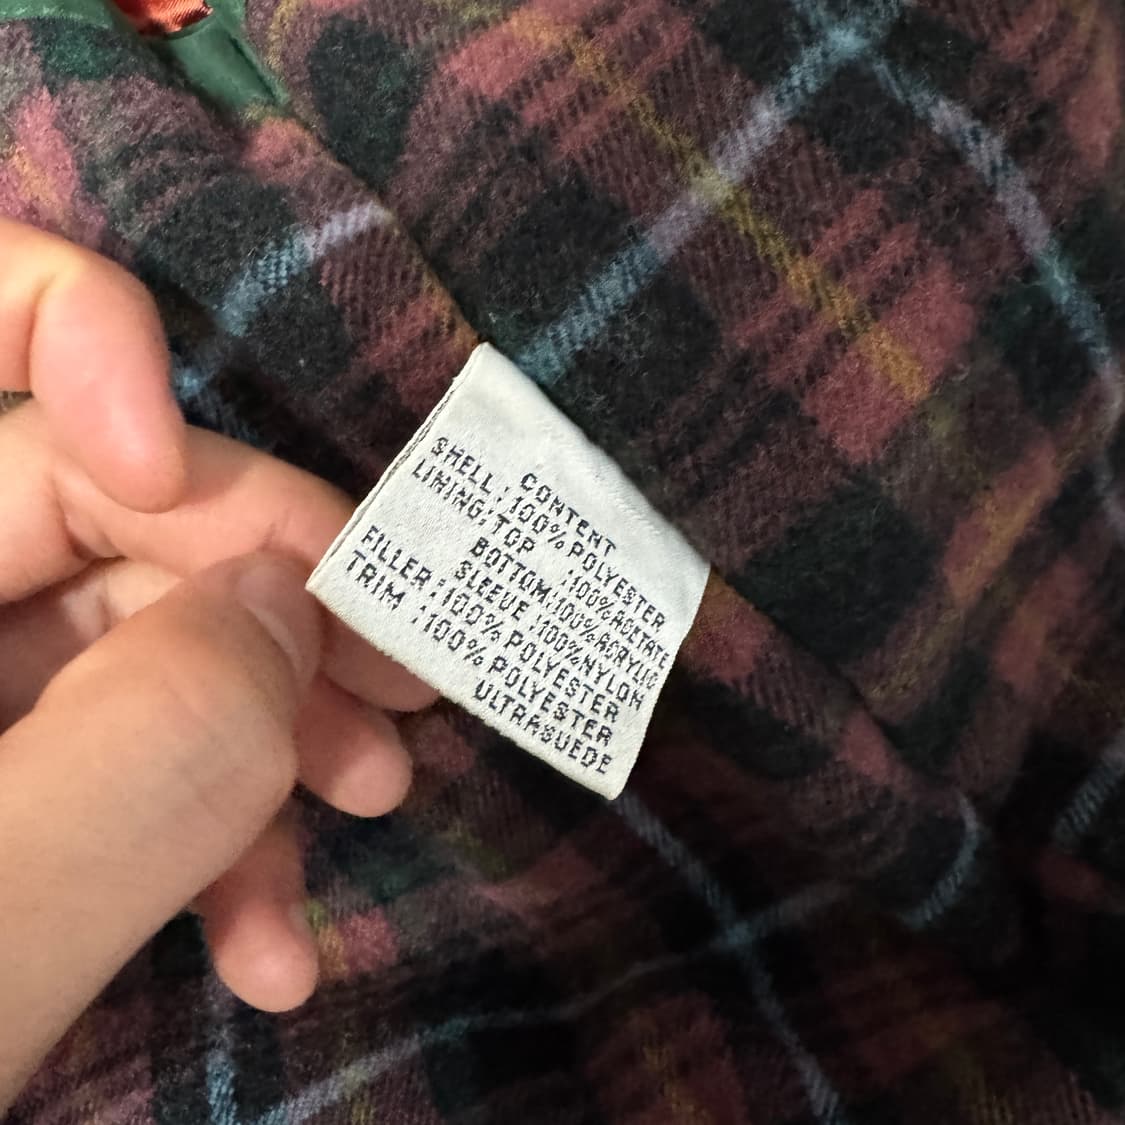 CONTENT
SHELL:100%POLYESTER
LINING:TOP :100%ACETATE
BOTTOM:100%ACRYLIC
SLEEVE:100%NYLON
FILLER:100%POLYESTER
TRIM :100%POLYESTER
ULTRASUEDE